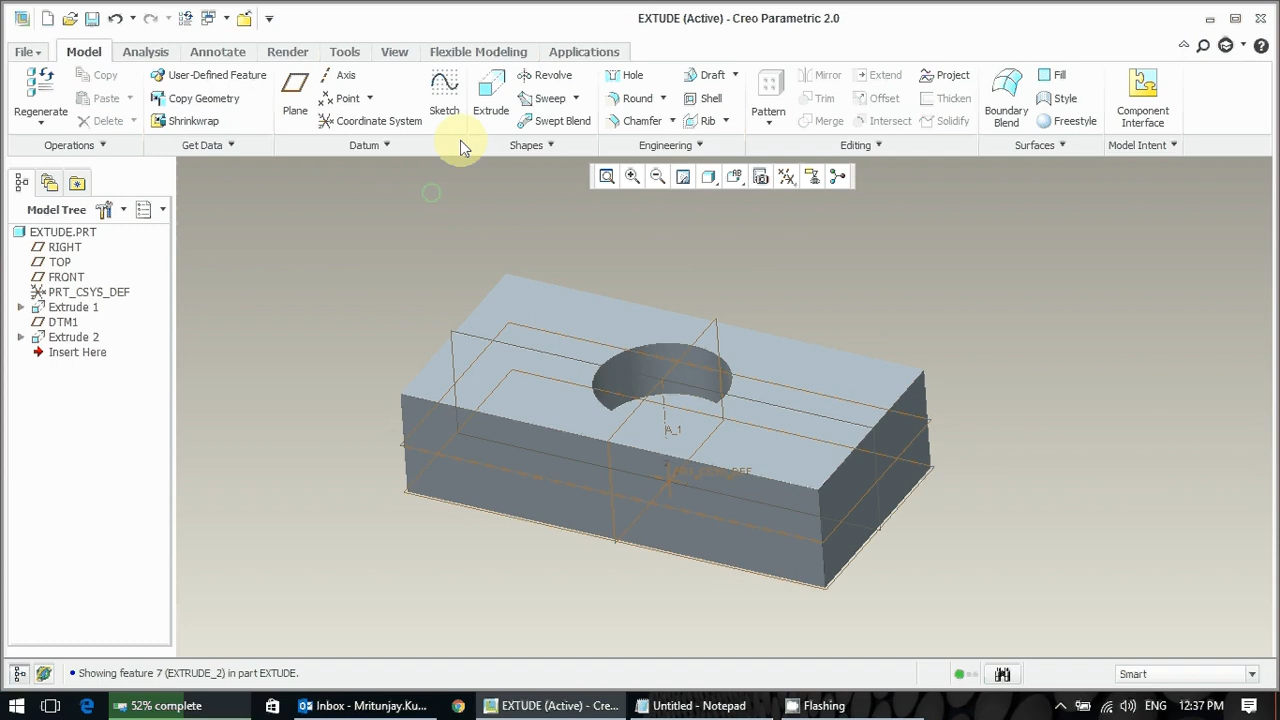 EXTUDE (Active) - Creo Parametric 2.0
File Model Analysis Annotate Render Tools View Flexible Modeling Applications
Regenerate
Copy
Paste
Delete
Operations
User-Defined Feature
Copy Geometry
Shrinkwrap
Get Data
Plane
Axis
Point
Coordinate System
Sketch
Datum
Extrude
Revolve
Sweep
Swept Blend
Shapes
Hole
Round
Chamfer
Draft
Shell
Rib
Engineering
Pattern
Mirror
Trim
Merge
Extend
Offset
Intersect
Project
Thicken
Solidify
Editing
Boundary
Blend
Fill
Style
Freestyle
Surfaces
Component
Interface
Model Intent
Model Tree
EXTUDE.PRT
RIGHT
TOP
FRONT
PRT_CSYS_DEF
Extrude 1
DTM1
Extrude 2
Insert Here
A_1
Showing feature 7 (EXTRUDE_2) in part EXTUDE.
Smart
52% complete
Inbox - Mritunjay.Ku...
EXTUDE (Active) - Cre...
Untitled - Notepad
Flashing
ENG
12:37 PM